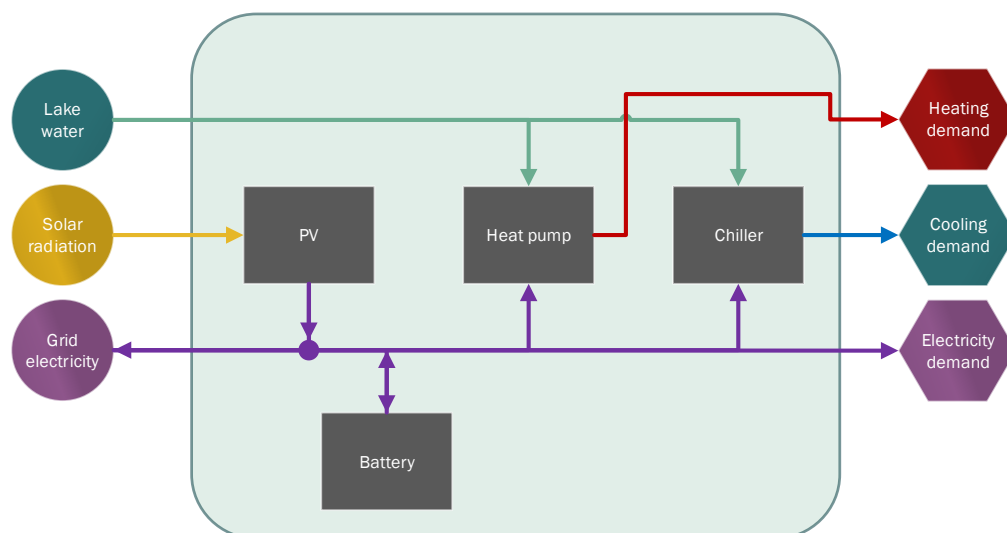 Lake
water
Heating
demand
Solar
radiation
PV
Heat pump
Chiller
Cooling
demand
Grid
electricity
Electricity
demand
Battery